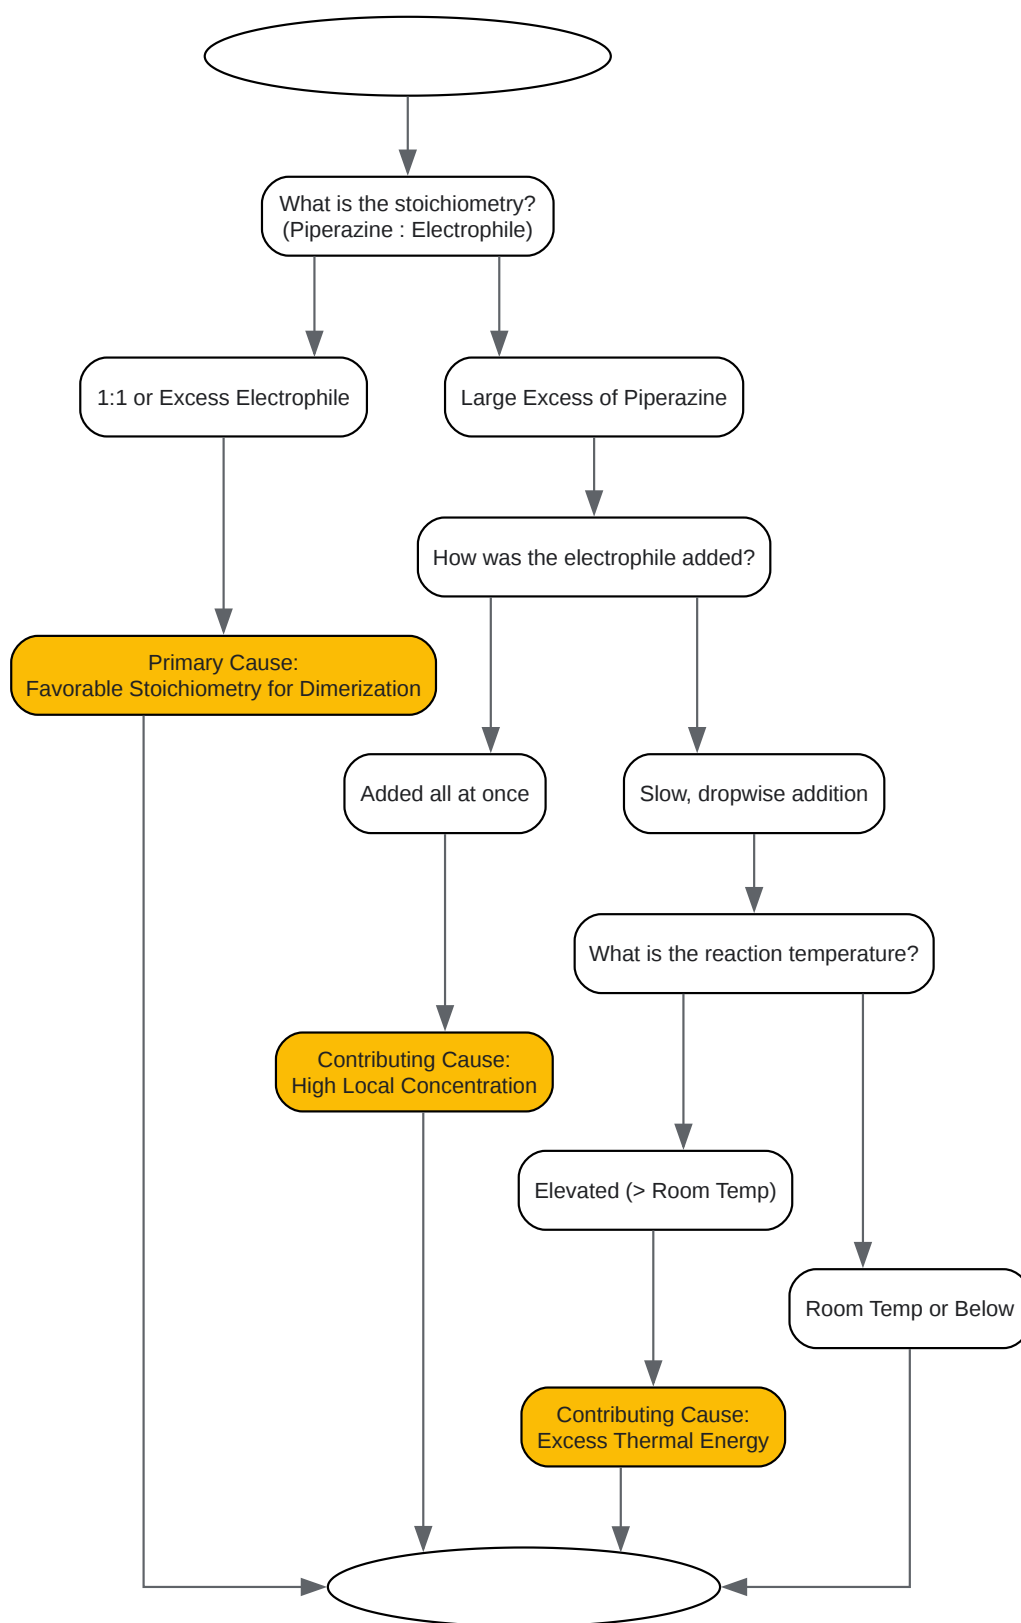 What is the stoichiometry?
(Piperazine : Electrophile)
1:1 or Excess Electrophile
Large Excess of Piperazine
How was the electrophile added?
Primary Cause:
Favorable Stoichiometry for Dimerization
Added all at once
Slow, dropwise addition
What is the reaction temperature?
Contributing Cause:
High Local Concentration
Elevated (> Room Temp)
Room Temp or Below
Contributing Cause:
Excess Thermal Energy